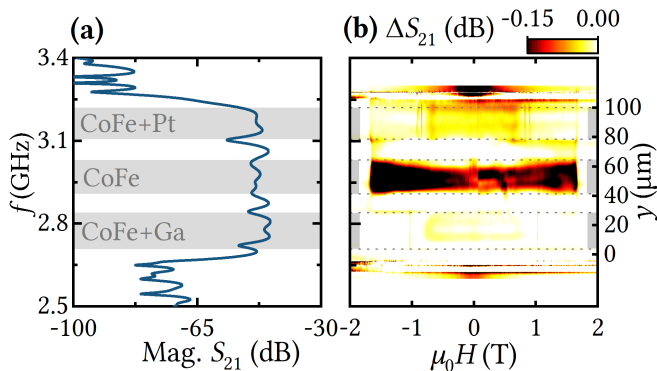 (a)
(b) ΔS21 (dB)
-0.15 0.00
3.4
3.1
2.8
2.5
f (GHz)
CoFe+Pt
CoFe
CoFe+Ga
-100 -65 -30
Mag. S21 (dB)
100
80
60
40
20
0
y (μm)
-2 -1 0 1 2
μ0H (T)